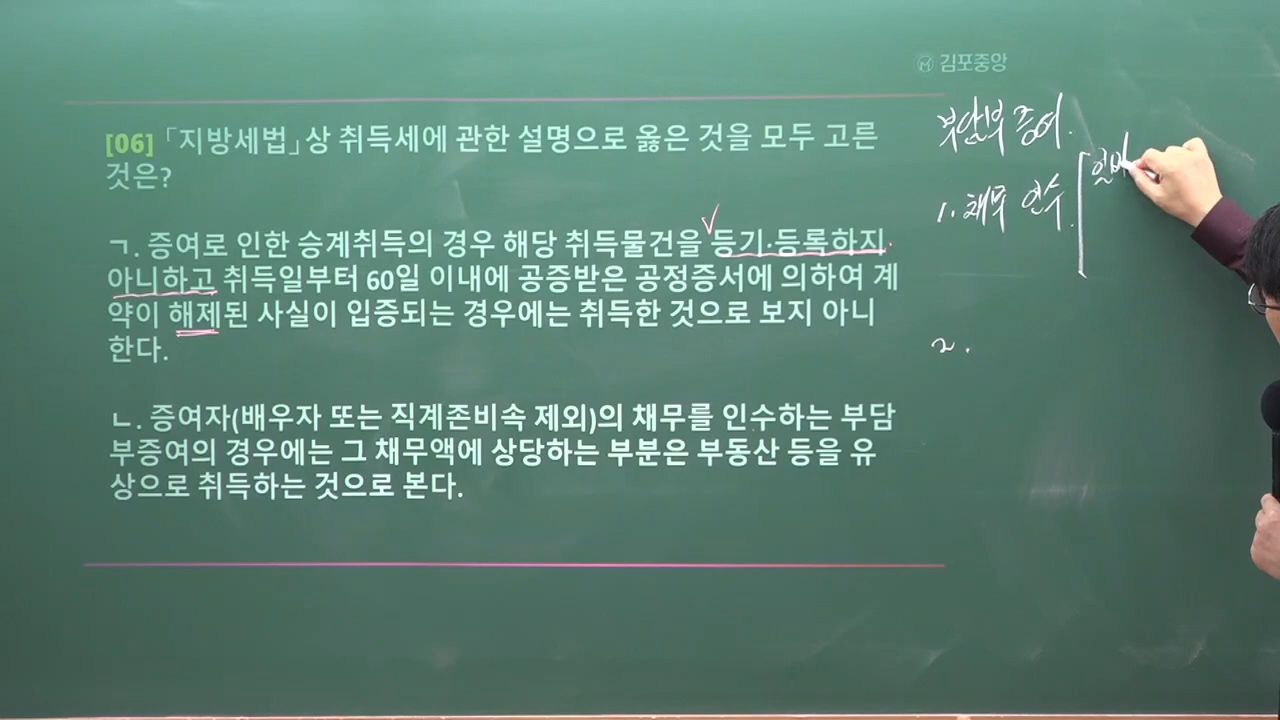 김포중앙
[06] 「지방세법」상 취득세에 관한 설명으로 옳은 것을 모두 고른
것은?
ㄱ. 증여로 인한 승계취득의 경우 해당 취득물건을 등기·등록하지
아니하고 취득일부터 60일 이내에 공증받은 공정증서에 의하여 계
약이 해제된 사실이 입증되는 경우에는 취득한 것으로 보지 아니
한다.
ㄴ. 증여자(배우자 또는 직계존비속 제외)의 채무를 인수하는 부담
부증여의 경우에는 그 채무액에 상당하는 부분은 부동산 등을 유
상으로 취득하는 것으로 본다.
부담부 증여.
1. 채무 인수
2.